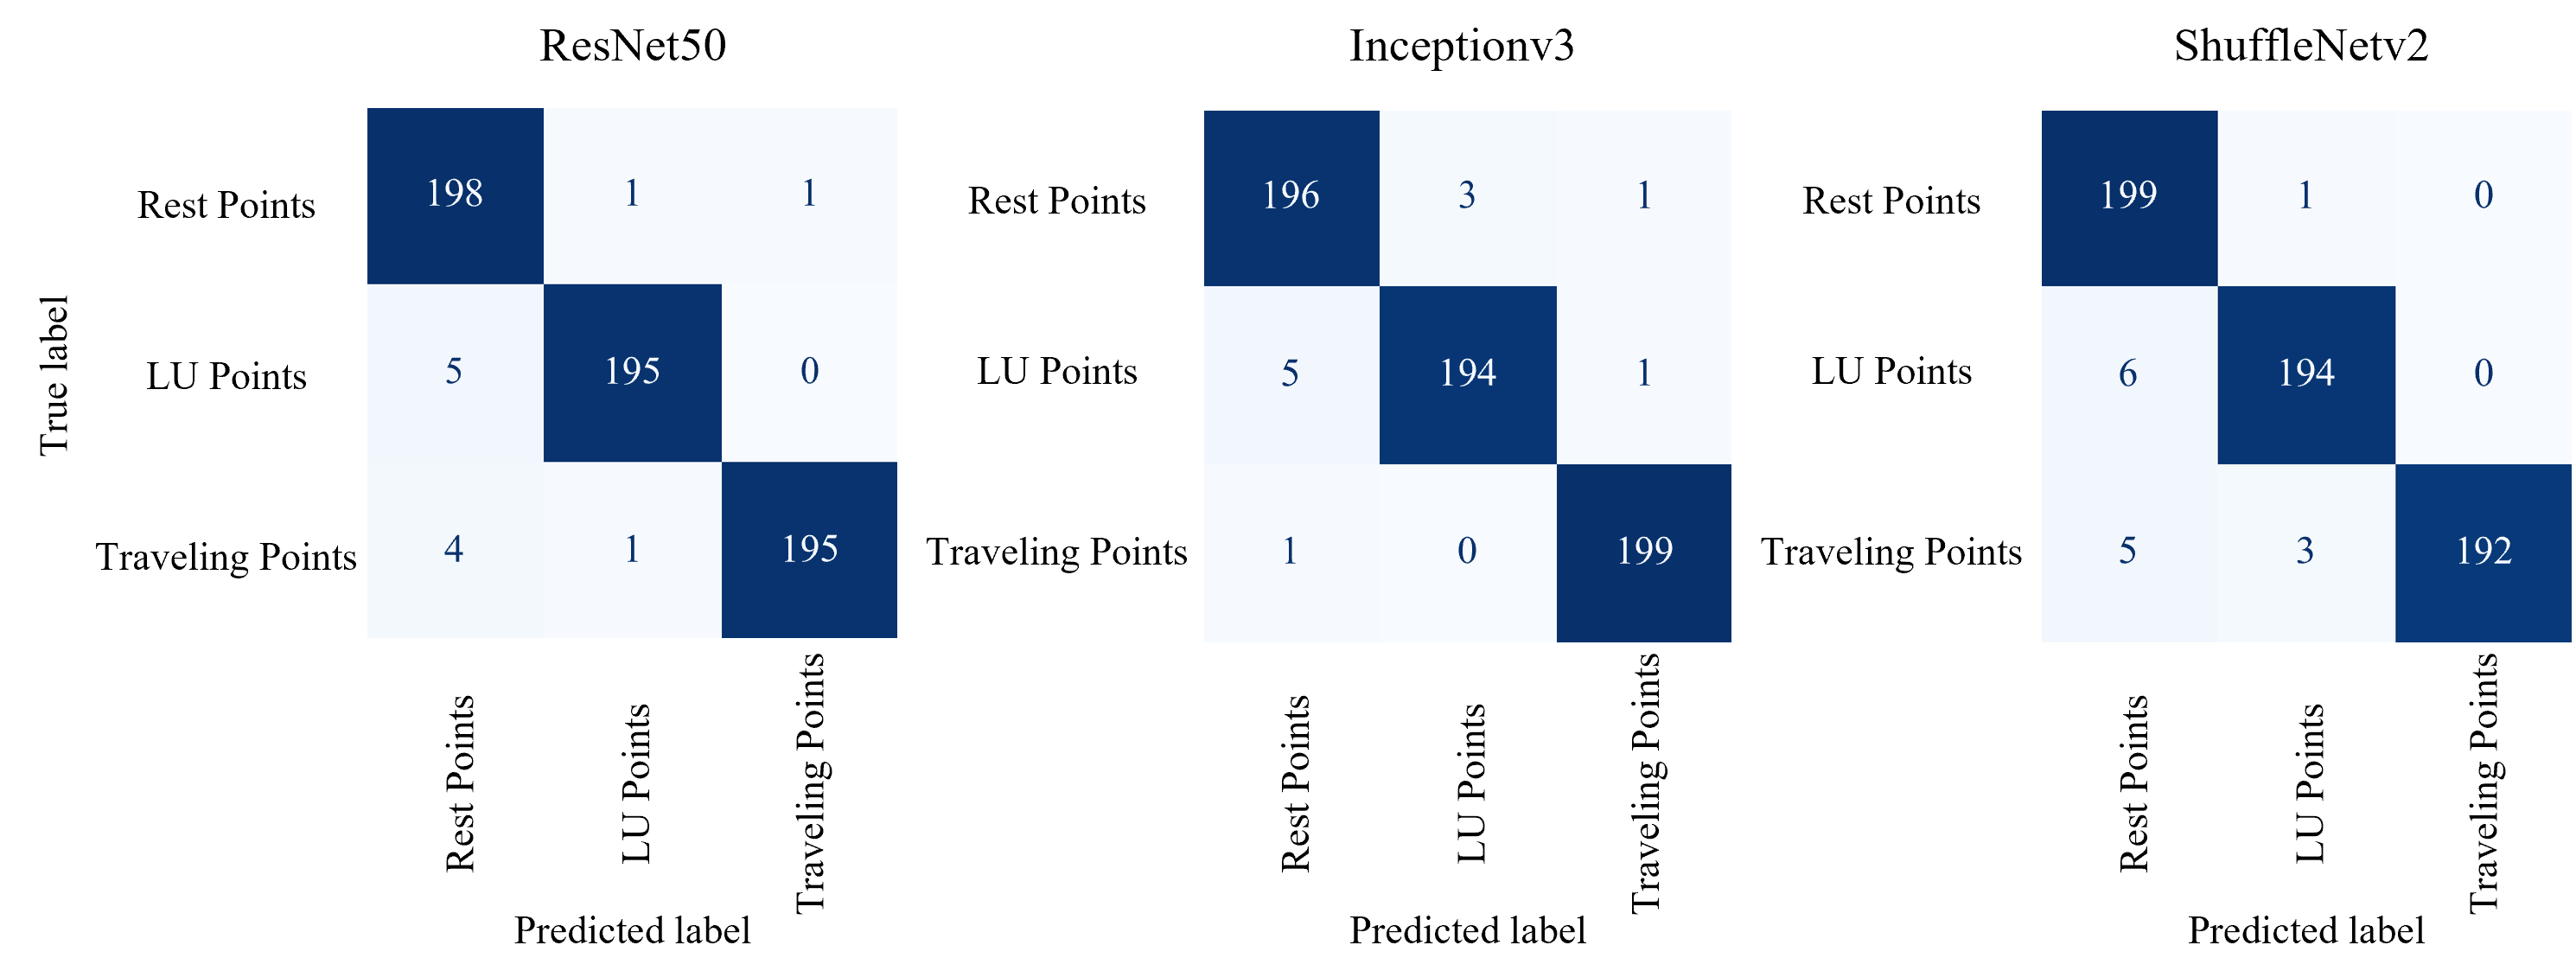 ResNet50
Inceptionv3
ShuffleNetv2
True label
Rest Points
198 1 1
LU Points
5 195 0
Traveling Points
4 1 195
Rest Points
LU Points
Traveling Points
Predicted label
Rest Points
196 3 1
LU Points
5 194 1
Traveling Points
1 0 199
Rest Points
LU Points
Traveling Points
Predicted label
Rest Points
199 1 0
LU Points
6 194 0
Traveling Points
5 3 192
Rest Points
LU Points
Traveling Points
Predicted label